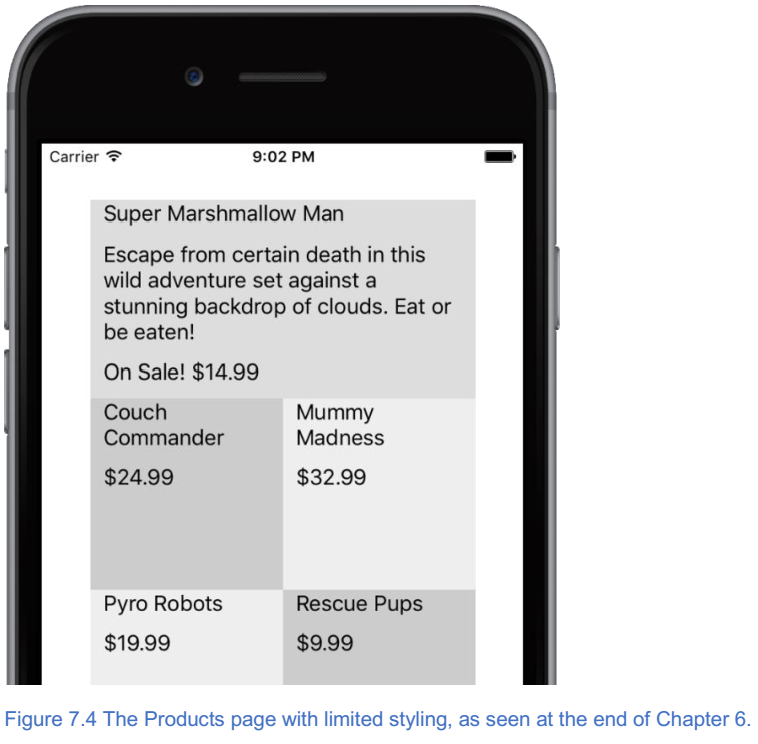 Carrier 9:02 PM
Super Marshmallow Man
Escape from certain death in this
wild adventure set against a
stunning backdrop of clouds. Eat or
be eaten!
On Sale! $14.99
Couch
Commander
$24.99
Mummy
Madness
$32.99
Pyro Robots
$19.99
Rescue Pups
$9.99
Figure 7.4 The Products page with limited styling, as seen at the end of Chapter 6.